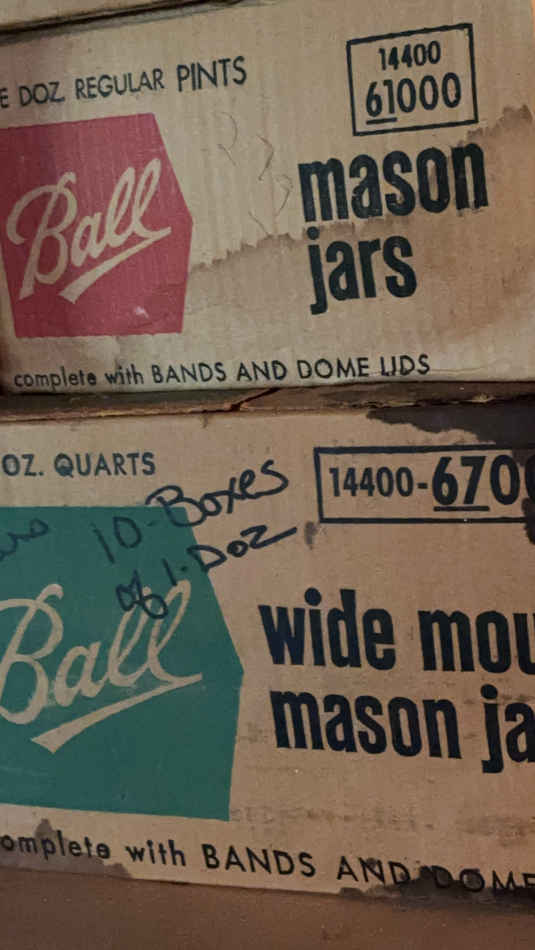 E DOZ. REGULAR PINTS
14400
61000
Ball
mason
jars
complete with BANDS AND DOME LIDS
OZ. QUARTS
14400-670
10-Boxes
of 1. Doz
Ball
wide mou
mason ja
omplete with BANDS AND DOME